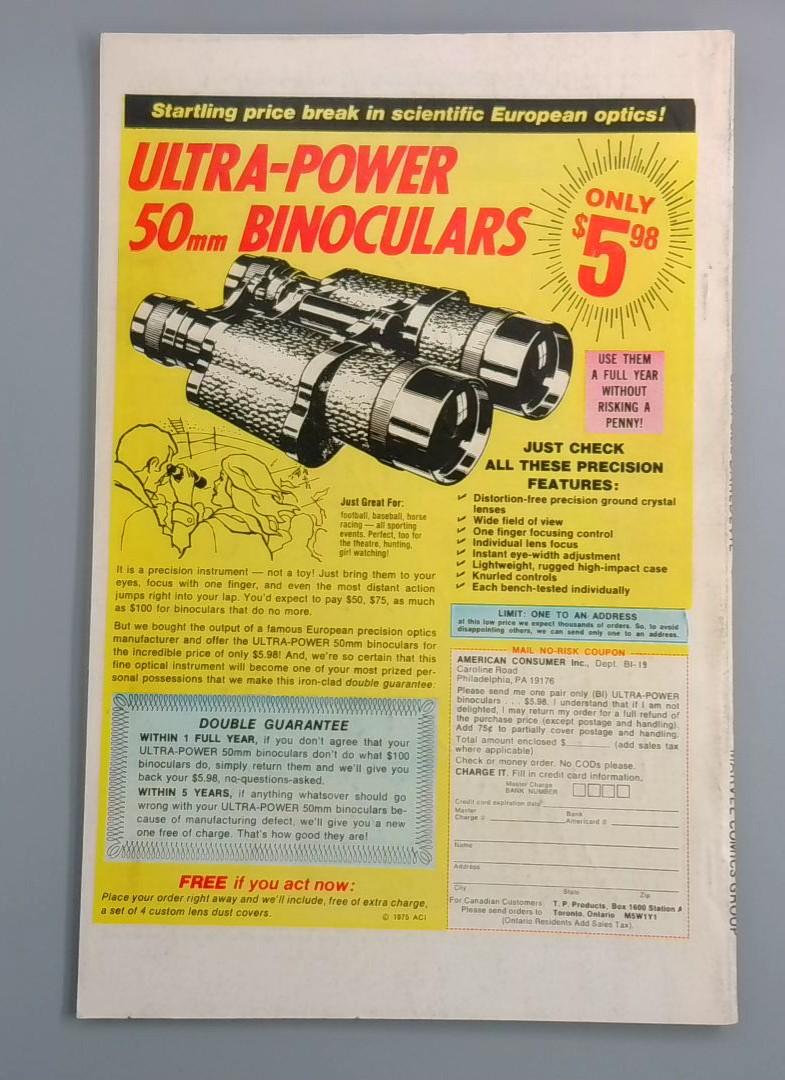 Startling price break in scientific European optics!
ULTRA-POWER
50mm BINOCULARS
ONLY
$5.98
USE THEM
A FULL YEAR
WITHOUT
RISKING A
PENNY!
JUST CHECK
ALL THESE PRECISION
FEATURES:
✓ Distortion-free precision ground crystal
lenses
✓ Wide field of view
✓ One finger focusing control
✓ Individual lens focus
✓ Instant eye-width adjustment
✓ Lightweight, rugged high-impact case
✓ Knurled controls
✓ Each bench-tested individually
Just Great For:
football, baseball, horse
racing — all sporting
events. Perfect, too for
the theatre, hunting,
girl watching!
It is a precision instrument — not a toy! Just bring them to your
eyes, focus with one finger, and even the most distant action
jumps right into your lap. You'd expect to pay $50, $75, as much
as $100 for binoculars that do no more.
But we bought the output of a famous European precision optics
manufacturer and offer the ULTRA-POWER 50mm binoculars for
the incredible price of only $5.98! And, we're so certain that this
fine optical instrument will become one of your most prized per-
sonal possessions that we make this iron-clad double guarantee:
DOUBLE GUARANTEE
WITHIN 1 FULL YEAR, if you don't agree that your
ULTRA-POWER 50mm binoculars don't do what $100
binoculars do, simply return them and we'll give you
back your $5.98, no-questions-asked.
WITHIN 5 YEARS, if anything whatsoever should go
wrong with your ULTRA-POWER 50mm binoculars be-
cause of manufacturing defect, we'll give you a new
one free of charge. That's how good they are!
FREE if you act now:
Place your order right away and we'll include, free of extra charge,
a set of 4 custom lens dust covers.
© 1975 ACI
LIMIT: ONE TO AN ADDRESS
at this low price we expect thousands of orders. So, to avoid
disappointing others, we can send only one to an address.
MAIL NO-RISK COUPON
AMERICAN CONSUMER Inc., Dept. BI-19
Caroline Road
Philadelphia, PA 19176
Please send me one pair only (BI) ULTRA-POWER
binoculars . . . $5.98. I understand that if I am not
delighted, I may return my order for a full refund of
the purchase price (except postage and handling).
Add 75¢ to partially cover postage and handling.
Total amount enclosed $ (add sales tax
where applicable)
Check or money order. No CODs please.
CHARGE IT. Fill in credit card information.
Master Charge
BANK NUMBER
Credit card expiration date
Master
Charge #
Bank
Americard #
Name
Address
City State Zip
For Canadian Customers T. P. Products, Box 1600 Station A
Please send orders to Toronto, Ontario M5W1Y1
(Ontario Residents Add Sales Tax).
MARVEL COMICS GROUP